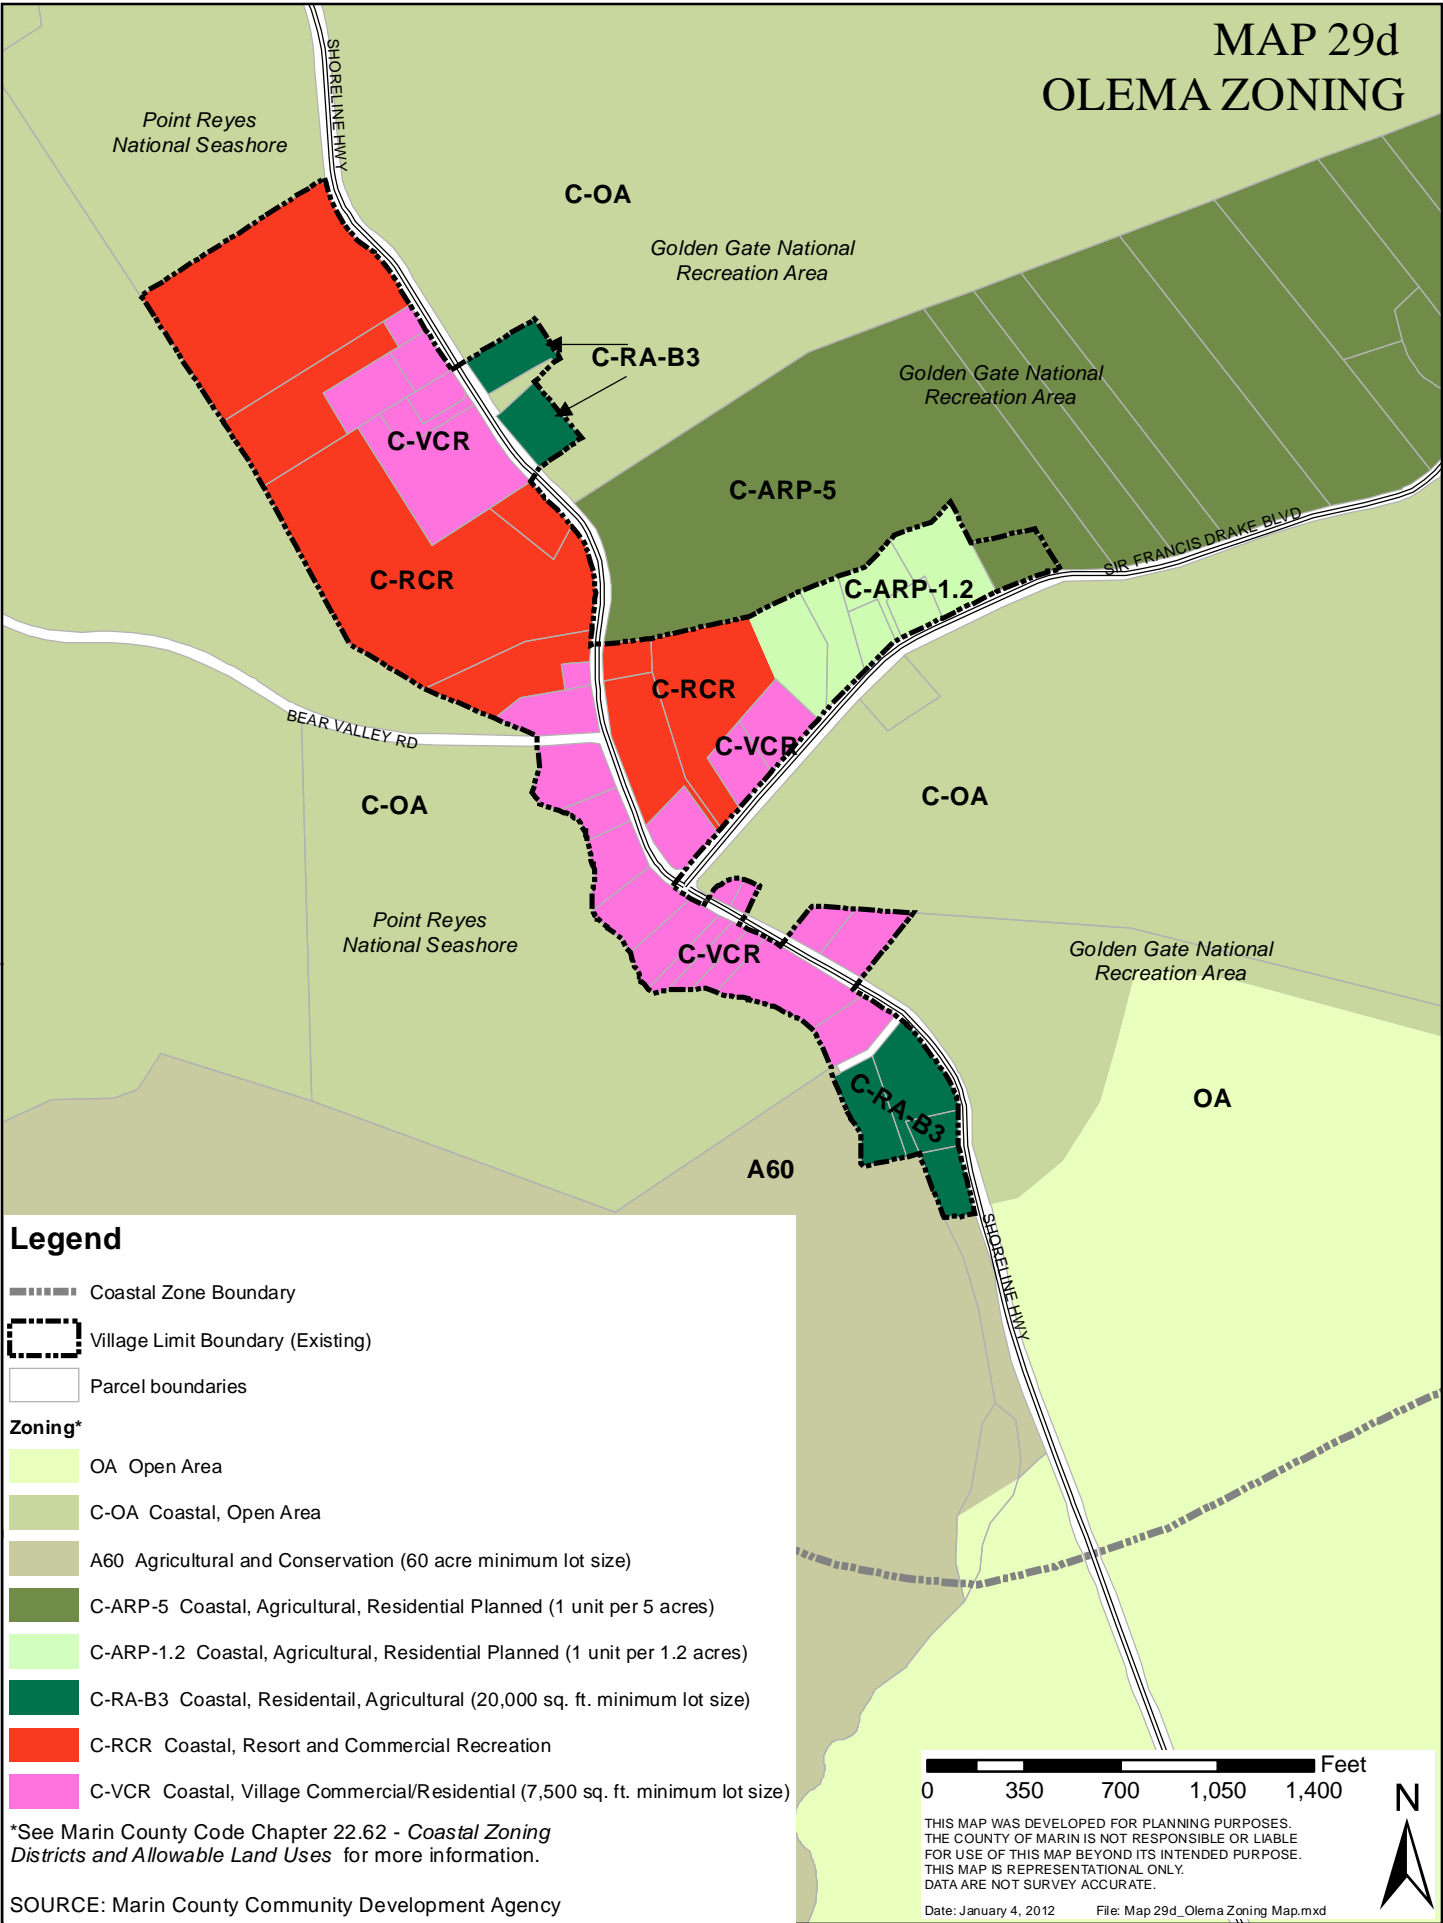 MAP 29d
OLEMA ZONING
SHORELINE HWY
Point Reyes
National Seashore
C-OA
Golden Gate National
Recreation Area
C-RA-B3
Golden Gate National
Recreation Area
C-VCR
C-ARP-5
SIR FRANCIS DRAKE BLVD
C-RCR
C-ARP-1.2
C-RCR
BEAR VALLEY RD
C-VCR
C-OA
C-OA
Point Reyes
National Seashore
C-VCR
Golden Gate National
Recreation Area
C-RA-B3
OA
A60
SHORELINE HWY
Legend
Coastal Zone Boundary
Village Limit Boundary (Existing)
Parcel boundaries
Zoning*
OA Open Area
C-OA Coastal, Open Area
A60 Agricultural and Conservation (60 acre minimum lot size)
C-ARP-5 Coastal, Agricultural, Residential Planned (1 unit per 5 acres)
C-ARP-1.2 Coastal, Agricultural, Residential Planned (1 unit per 1.2 acres)
C-RA-B3 Coastal, Residentail, Agricultural (20,000 sq. ft. minimum lot size)
C-RCR Coastal, Resort and Commercial Recreation
C-VCR Coastal, Village Commercial/Residential (7,500 sq. ft. minimum lot size)
*See Marin County Code Chapter 22.62 - Coastal Zoning
Districts and Allowable Land Uses for more information.
SOURCE: Marin County Community Development Agency
Feet
0 350 700 1,050 1,400
N
THIS MAP WAS DEVELOPED FOR PLANNING PURPOSES.
THE COUNTY OF MARIN IS NOT RESPONSIBLE OR LIABLE
FOR USE OF THIS MAP BEYOND ITS INTENDED PURPOSE.
THIS MAP IS REPRESENTATIONAL ONLY.
DATA ARE NOT SURVEY ACCURATE.
Date: January 4, 2012 File: Map 29d_Olema Zoning Map.mxd